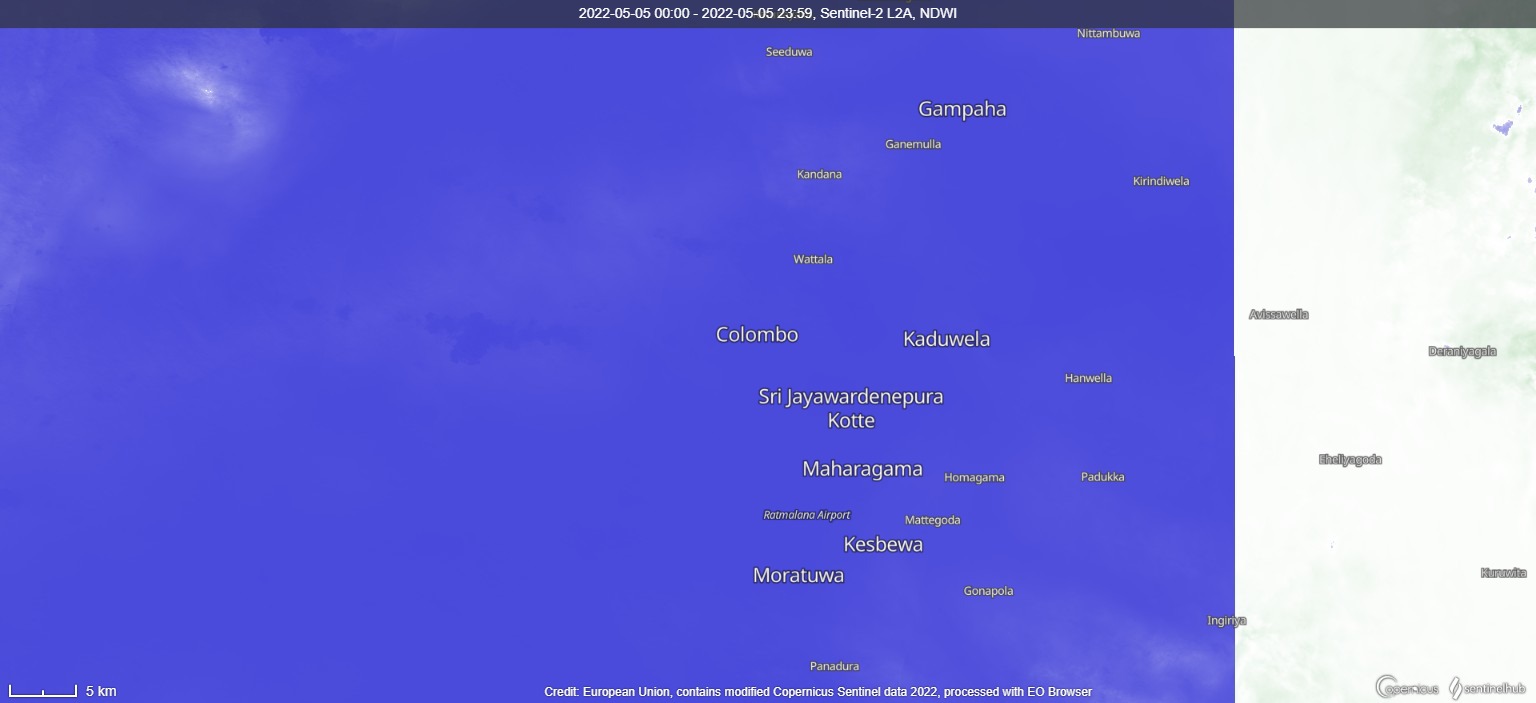 2022-05-05 00:00 - 2022-05-05 23:59, Sentinel-2 L2A, NDWI
Nittambuwa
Seeduwa
Gampaha
Ganemulla
Kandana
Kirindiwela
Wattala
Avissawella
Colombo
Kaduwela
Deraniyagala
Hanwella
Sri Jayawardenepura
Kotte
Eheliyagoda
Maharagama
Homagama
Padukka
Ratmalana Airport
Mattegoda
Kesbewa
Kuruwita
Moratuwa
Gonapola
Ingiriya
Panadura
5 km
Credit: European Union, contains modified Copernicus Sentinel data 2022, processed with EO Browser
opernicus
sentinelhub